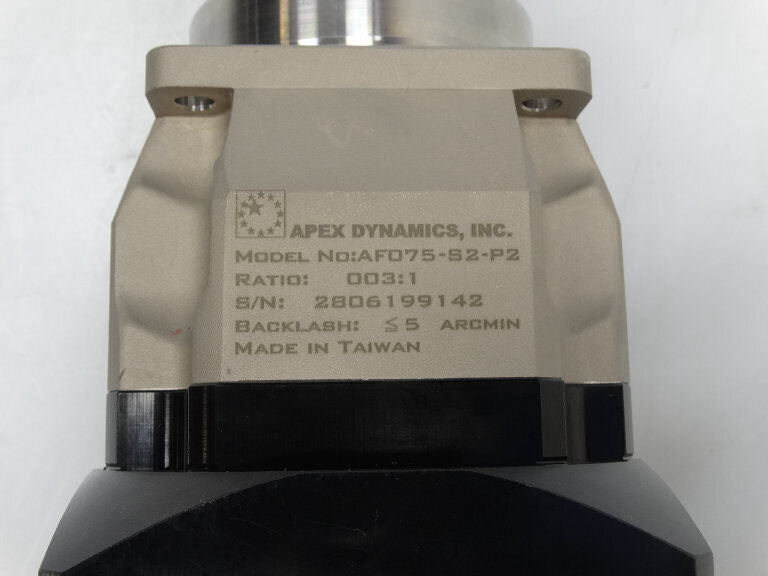 APEX DYNAMICS, INC.
MODEL NO:AF075-S2-P2
RATIO: 003:1
S/N: 2806199142
BACKLASH: ≦5 ARCMIN
MADE IN TAIWAN